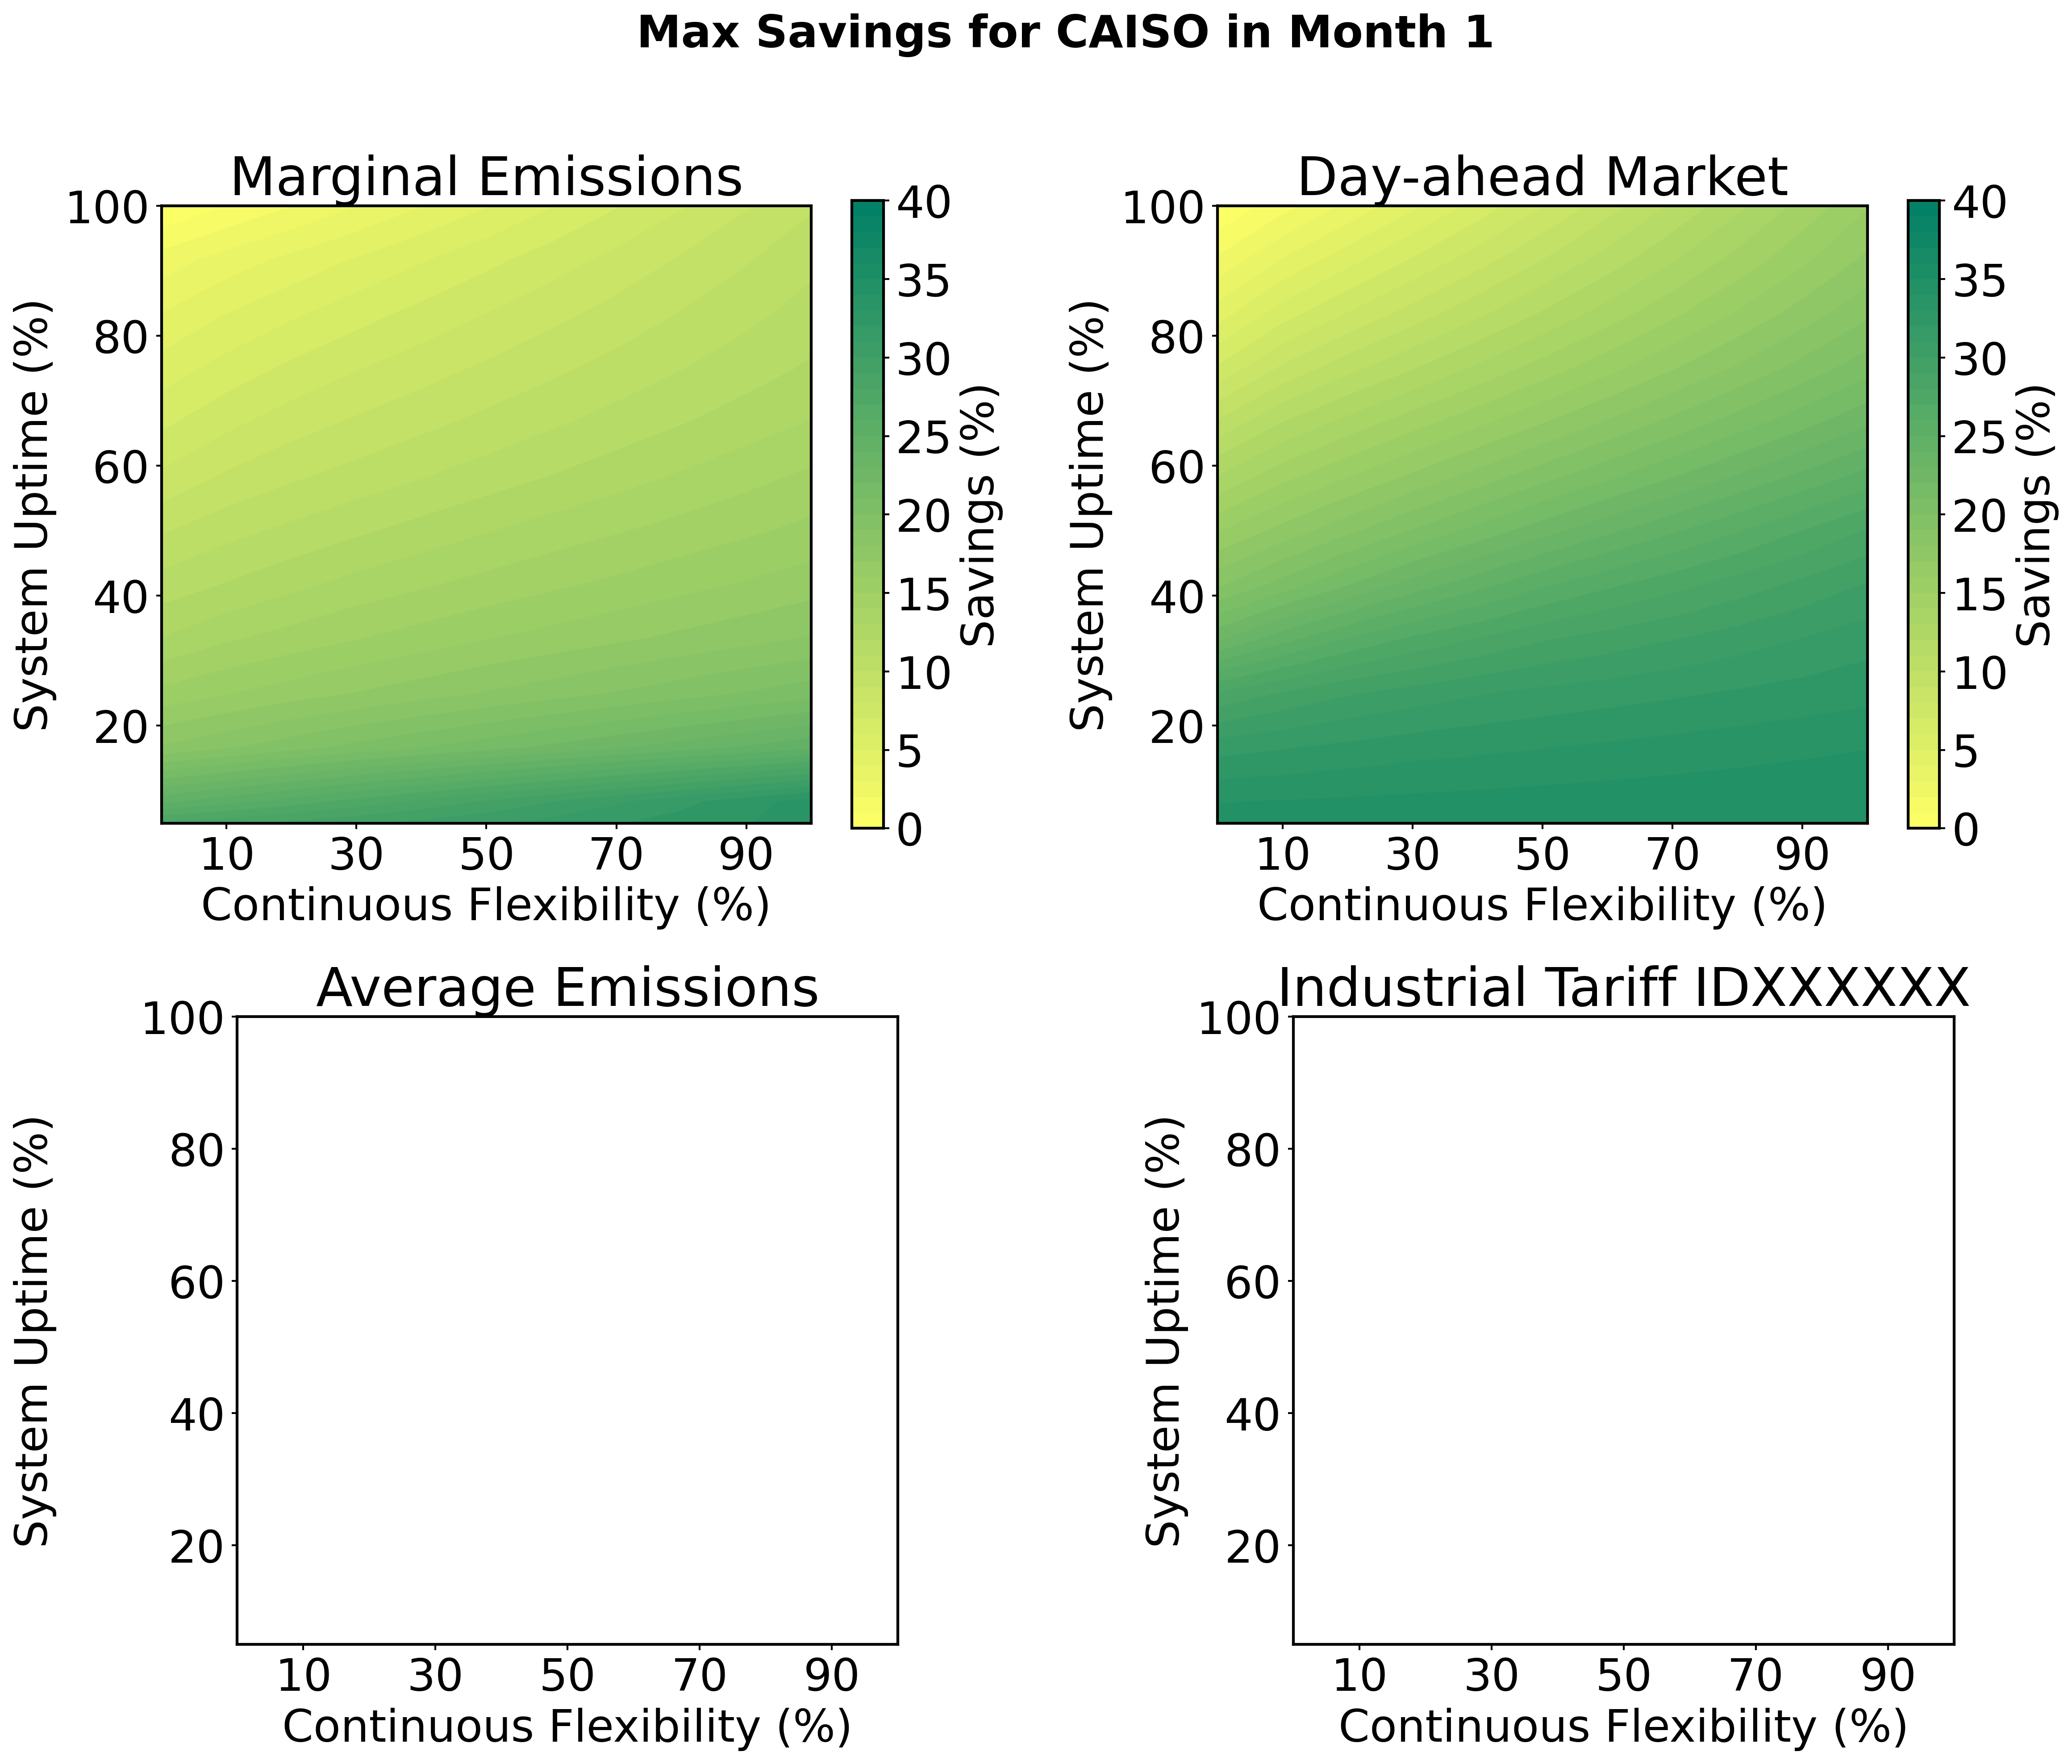 Max Savings for CAISO in Month 1
Marginal Emissions
System Uptime (%)
100
80
60
40
20
10 30 50 70 90
Continuous Flexibility (%)
40
35
30
25
20
15
10
5
0
Savings (%)
Day-ahead Market
System Uptime (%)
100
80
60
40
20
10 30 50 70 90
Continuous Flexibility (%)
40
35
30
25
20
15
10
5
0
Savings (%)
Average Emissions
System Uptime (%)
100
80
60
40
20
10 30 50 70 90
Continuous Flexibility (%)
Industrial Tariff IDXXXXXX
System Uptime (%)
100
80
60
40
20
10 30 50 70 90
Continuous Flexibility (%)